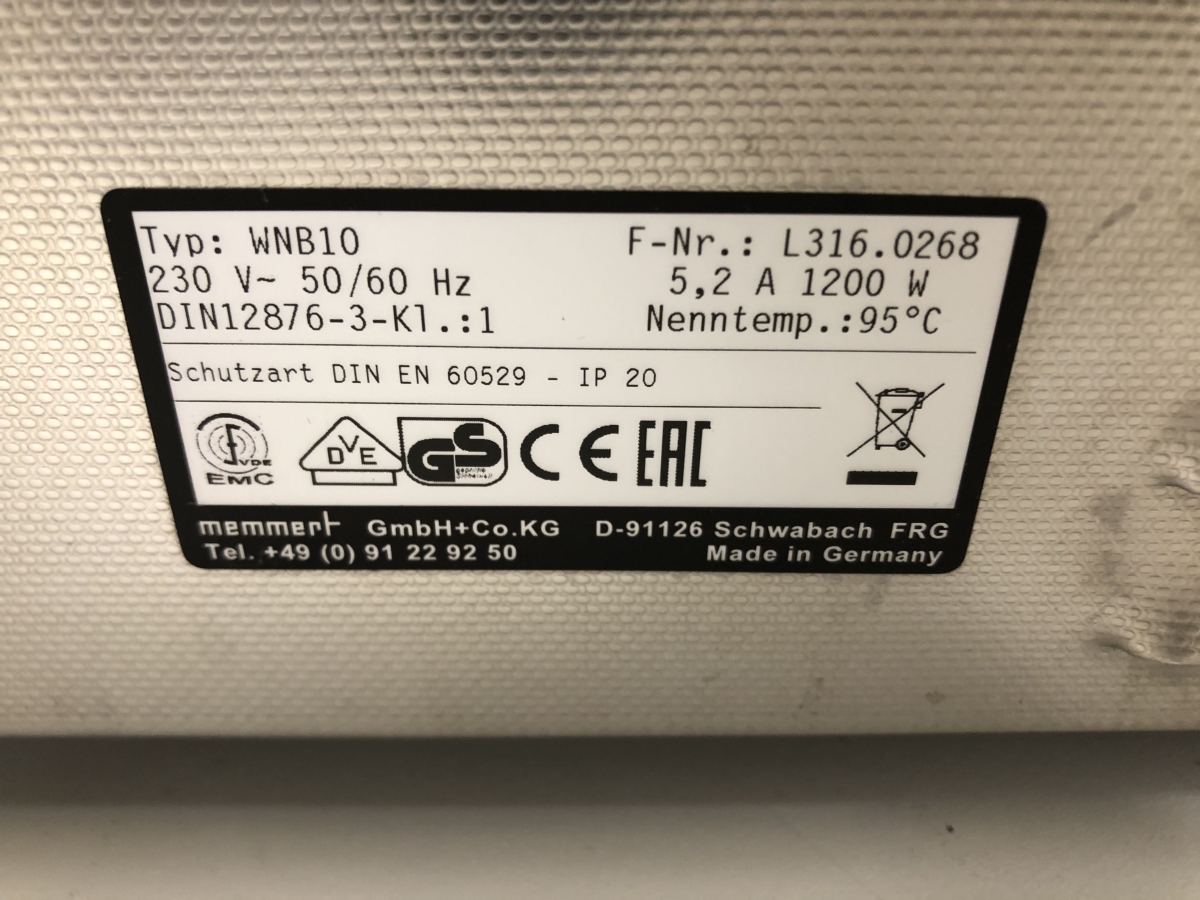 Typ: WNB10 F-Nr.: L316.0268
230 V~ 50/60 Hz 5,2 A 1200 W
DIN12876-3-Kl.:1 Nenntemp.:95°C
Schutzart DIN EN 60529 - IP 20
VDE
EMC
DVE
GS
geprüfte
Sicherheit
CE
EAC
memmert GmbH+Co.KG D-91126 Schwabach FRG
Tel. +49 (0) 91 22 92 50 Made in Germany